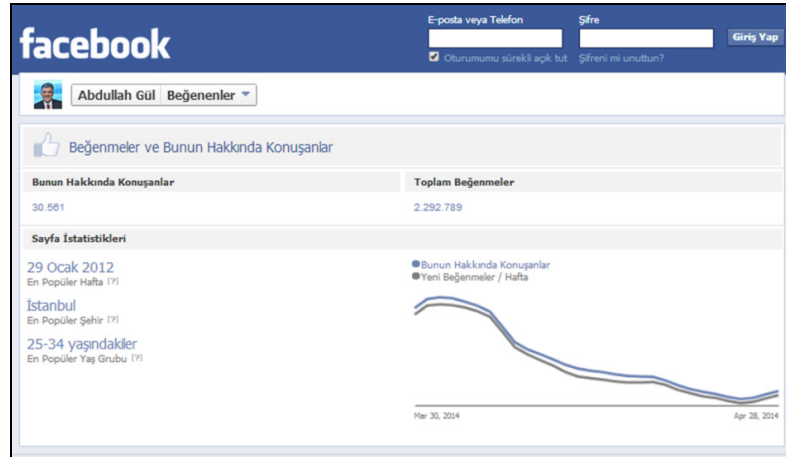 facebook
E-posta veya Telefon
Şifre
Giriş Yap
Oturumumu sürekli açık tut
Şifreni mi unuttun?
Abdullah Gül Beğenenler
Beğenmeler ve Bunun Hakkında Konuşanlar
Bunun Hakkında Konuşanlar
Toplam Beğenmeler
30.561
2.292.789
Sayfa İstatistikleri
29 Ocak 2012
En Popüler Hafta [?]
İstanbul
En Popüler Şehir [?]
25-34 yaşındakiler
En Popüler Yaş Grubu [?]
Bunun Hakkında Konuşanlar
Yeni Beğenmeler / Hafta
Mar 30, 2014
Apr 28, 2014